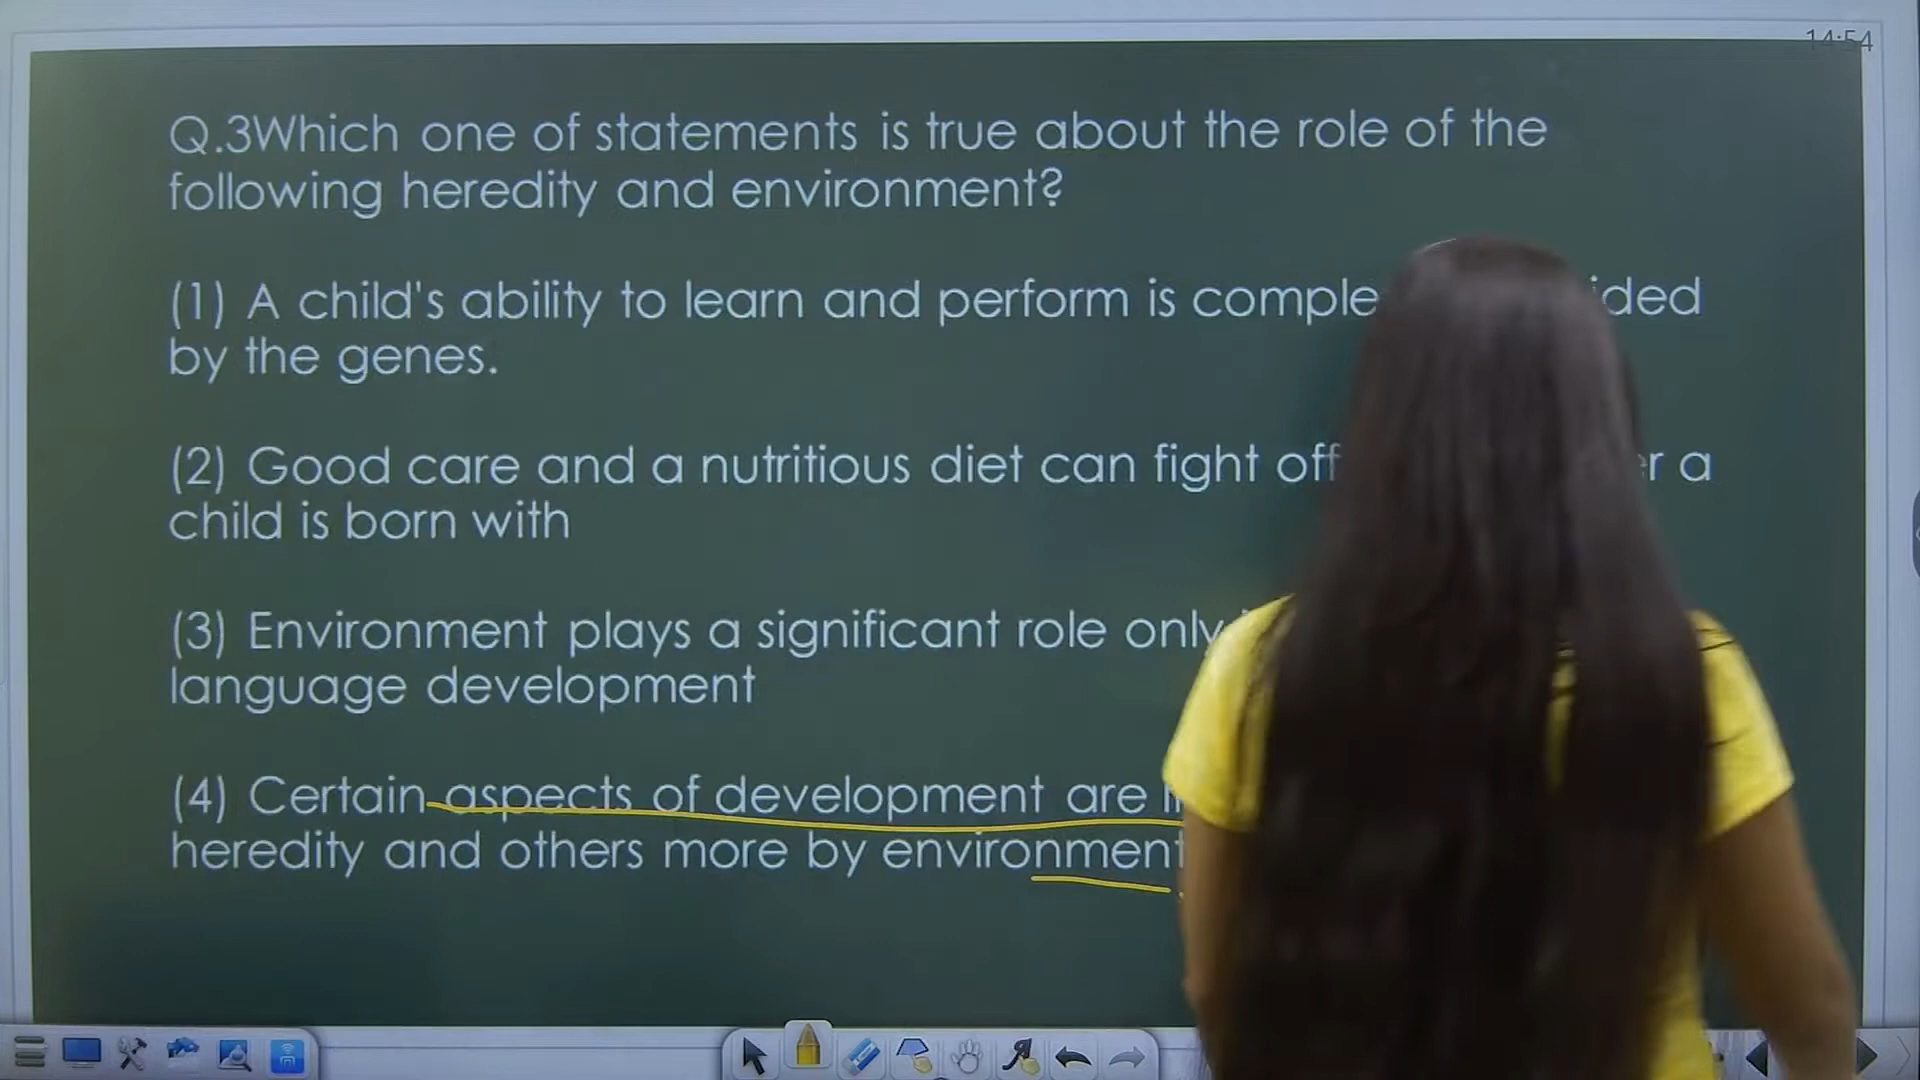 14:54
Q.3Which one of statements is true about the role of the
following heredity and environment?
(1) A child's ability to learn and perform is
by the genes.
(2) Good care and a nutritious diet can fight off a
child is born with
(3) Environment plays a significant role only
language development
(4) Certain aspects of development are
heredity and others more by environment